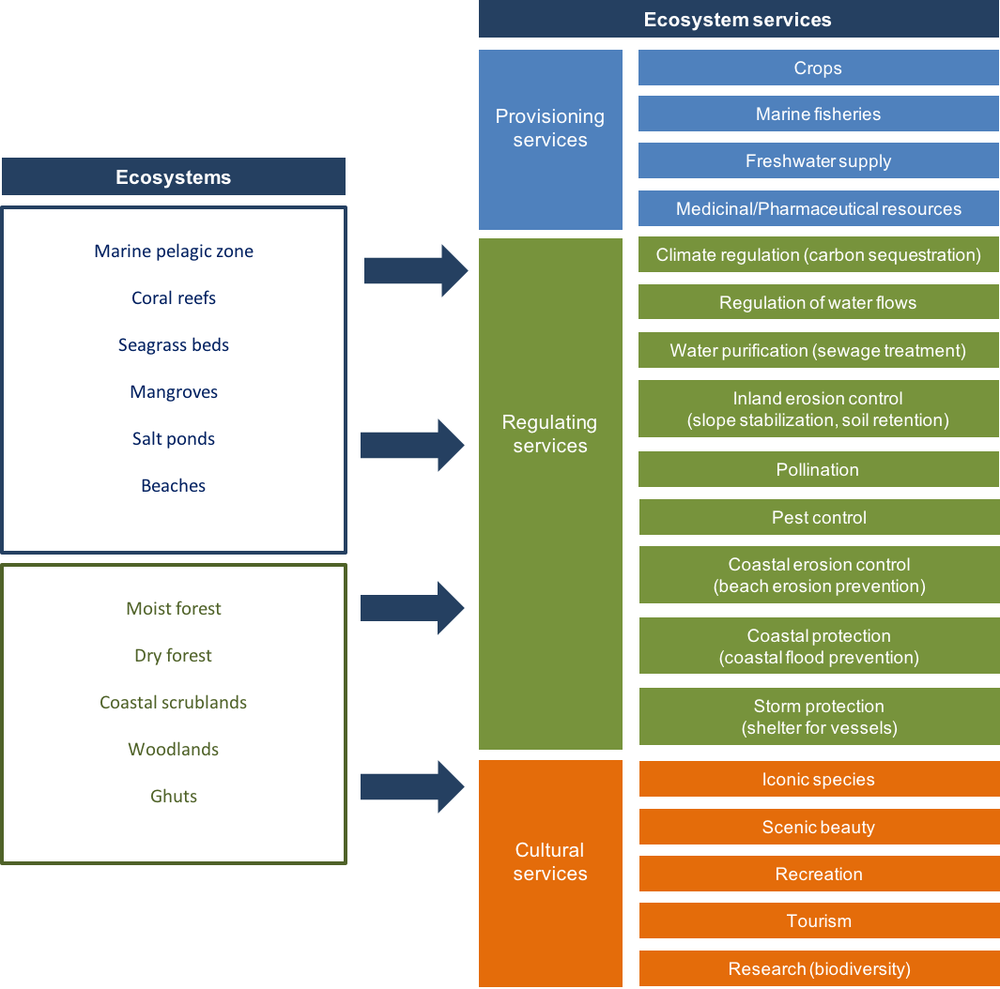 Ecosystems
Marine pelagic zone
Coral reefs
Seagrass beds
Mangroves
Salt ponds
Beaches
Moist forest
Dry forest
Coastal scrublands
Woodlands
Ghuts
Ecosystem services
Provisioning
services
Crops
Marine fisheries
Freshwater supply
Medicinal/Pharmaceutical resources
Regulating
services
Climate regulation (carbon sequestration)
Regulation of water flows
Water purification (sewage treatment)
Inland erosion control
(slope stabilization, soil retention)
Pollination
Pest control
Coastal erosion control
(beach erosion prevention)
Coastal protection
(coastal flood prevention)
Storm protection
(shelter for vessels)
Cultural
services
Iconic species
Scenic beauty
Recreation
Tourism
Research (biodiversity)